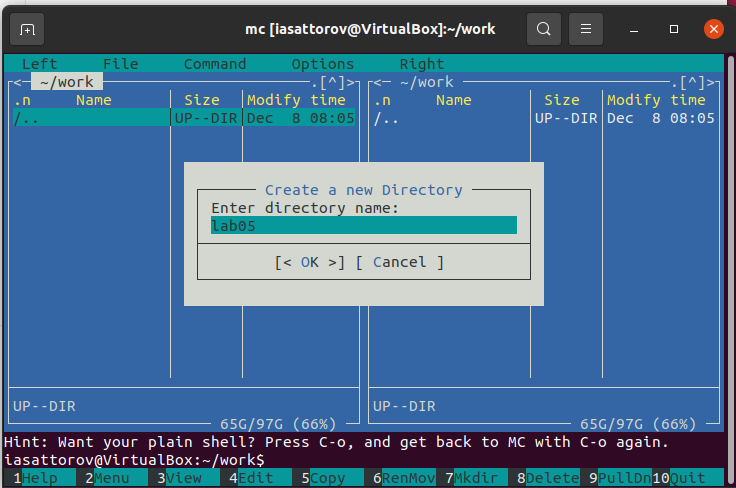 mc [iasattorov@VirtualBox]:~/work
Left File Command Options Right
<─ ~/work ─.[^]>
<─ ~/work ─.[^]>
.n Name Size Modify time
.n Name Size Modify time
/.. UP--DIR Dec 8 08:05
/.. UP--DIR Dec 8 08:05
Create a new Directory
Enter directory name:
lab05
[< OK >] [ Cancel ]
UP--DIR
UP--DIR
65G/97G (66%)
65G/97G (66%)
Hint: Want your plain shell? Press C-o, and get back to MC with C-o again.
iasattorov@VirtualBox:~/work$
1Help 2Menu 3View 4Edit 5Copy 6RenMov 7Mkdir 8Delete 9PullDn 10Quit